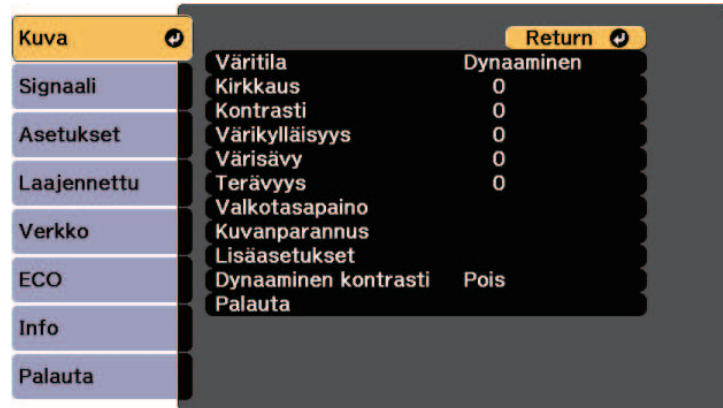 Kuva
Signaali
Asetukset
Laajennettu
Verkko
ECO
Info
Palauta
Return
Väritila Dynaaminen
Kirkkaus 0
Kontrasti 0
Värikylläisyys 0
Värisävy 0
Terävyys 0
Valkotasapaino
Kuvanparannus
Lisäasetukset
Dynaaminen kontrasti Pois
Palauta